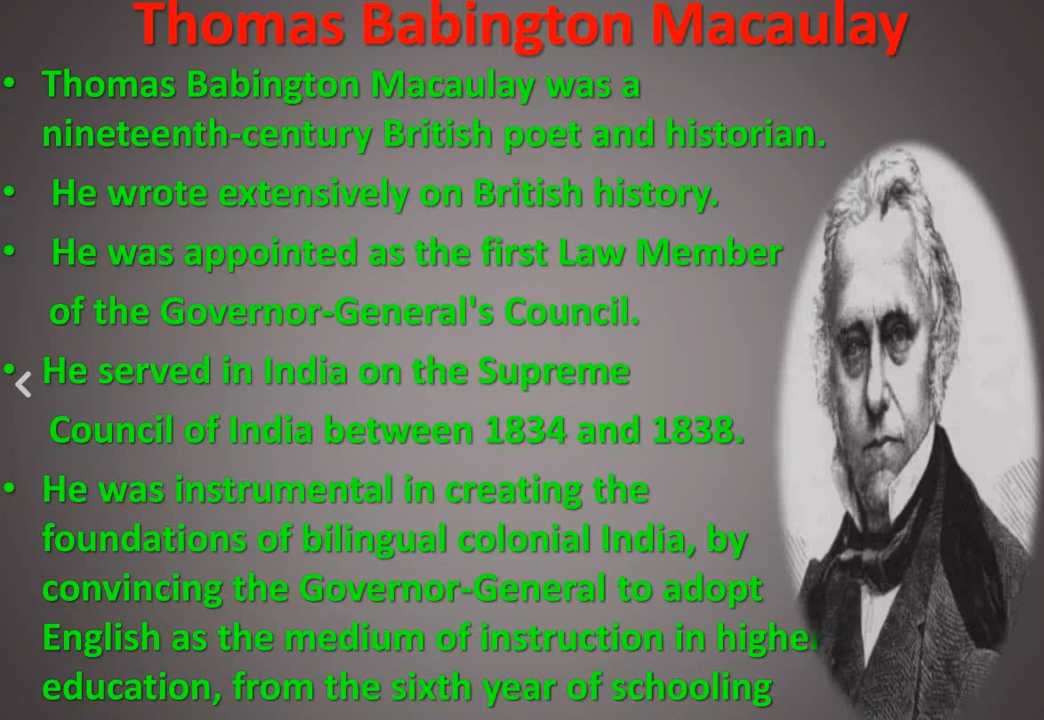 Thomas Babington Macaulay
• Thomas Babington Macaulay was a
nineteenth-century British poet and historian.
• He wrote extensively on British history.
• He was appointed as the first Law Member
of the Governor-General's Council.
• He served in India on the Supreme
Council of India between 1834 and 1838.
• He was instrumental in creating the
foundations of bilingual colonial India, by
convincing the Governor-General to adopt
English as the medium of instruction in higher
education, from the sixth year of schooling